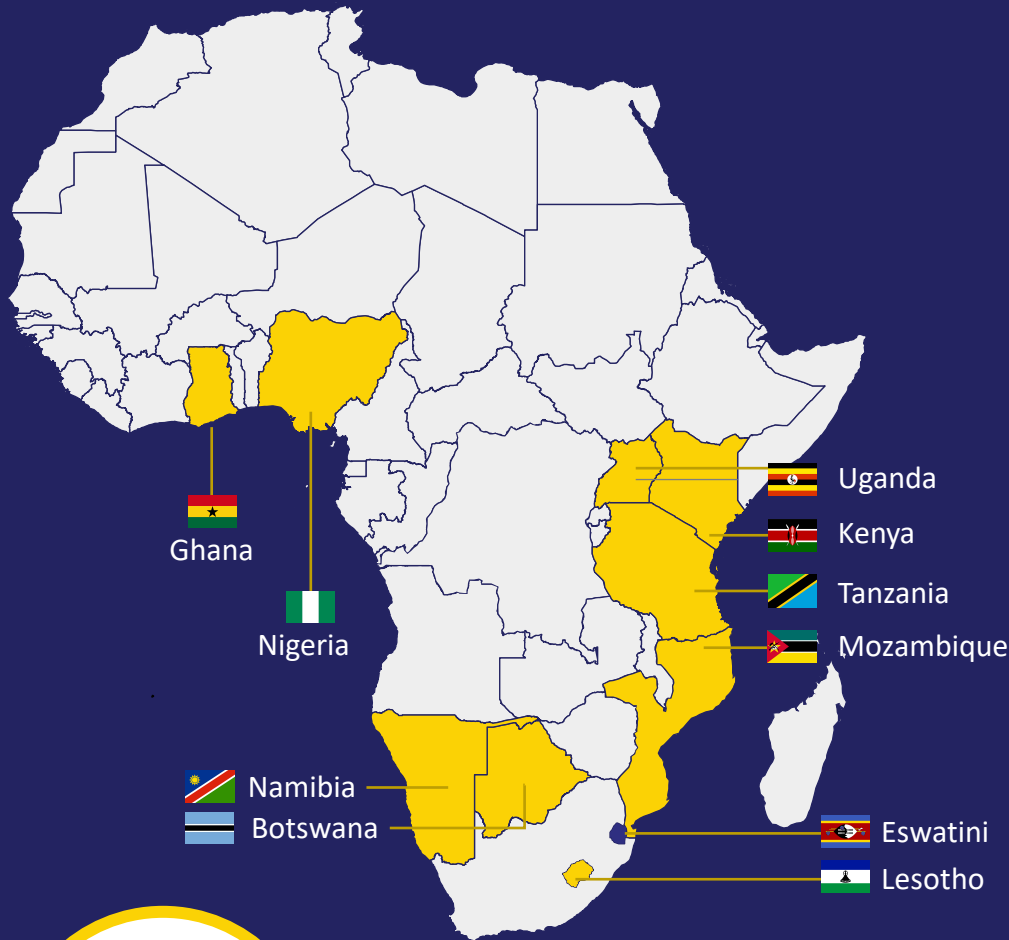 Uganda
Kenya
Ghana
Tanzania
Nigeria
Mozambique
Namibia
Botswana
Eswatini
Lesotho